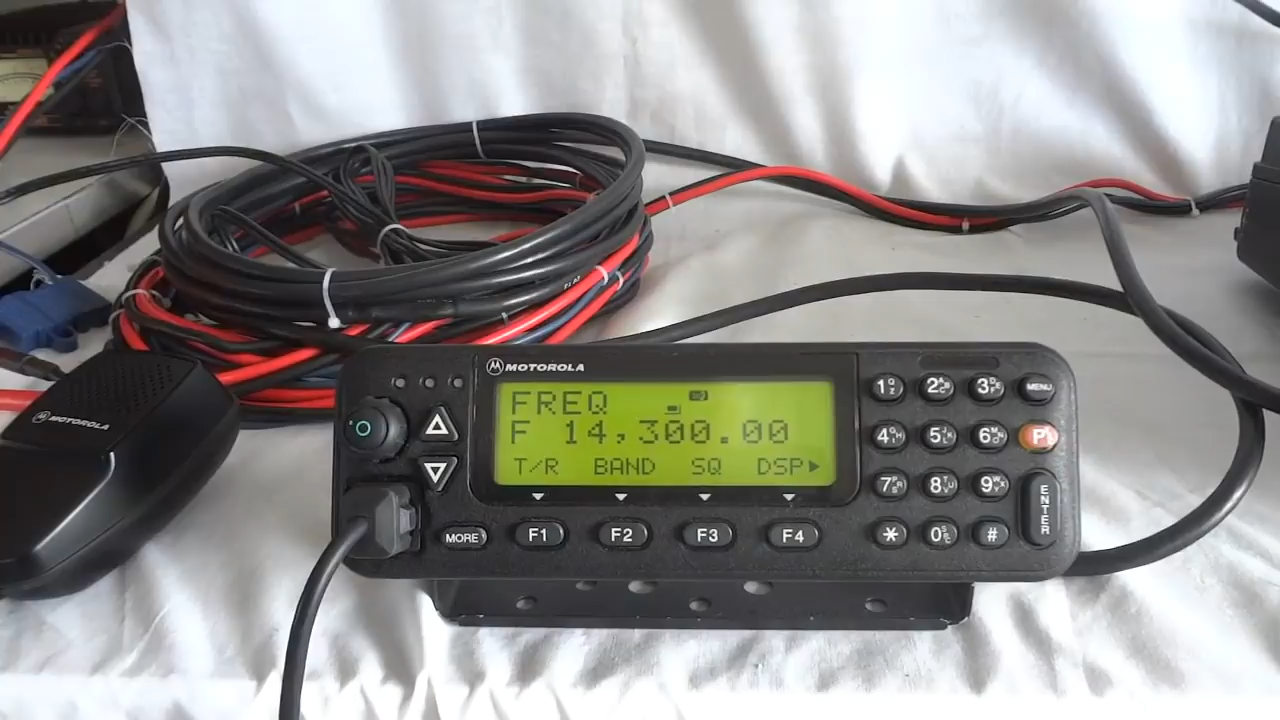 MOTOROLA
FREQ
F 14,300.00
T/R BAND SQ DSP
MORE F1 F2 F3 F4
1 2 3 MENU
4 5 6 P
7 8 9
* 0 #
ENTER
MOTOROLA